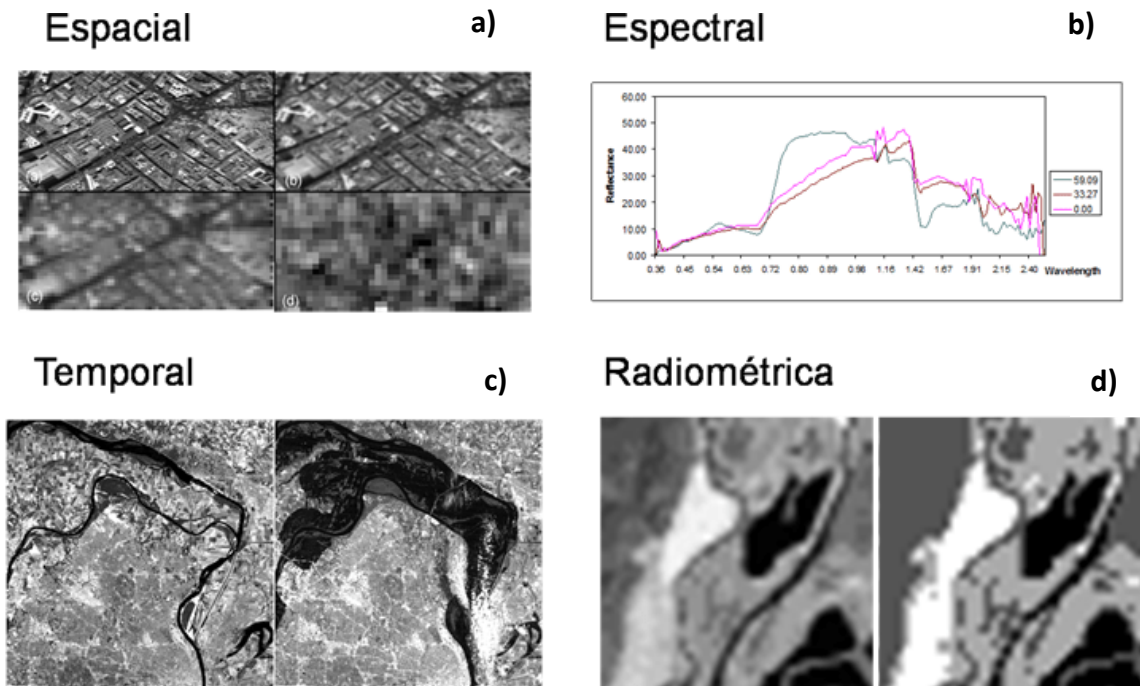 Espacial
a)
(b)
(c)
(d)
Espectral
b)
60.00
50.00
40.00
30.00
20.00
10.00
0.00
Reflectance
0.36 0.46 0.54 0.63 0.72 0.80 0.89 0.98 1.16 1.42 1.67 1.91 2.15 2.40 Wavelength
59.09
33.27
0.00
Temporal
c)
Radiométrica
d)